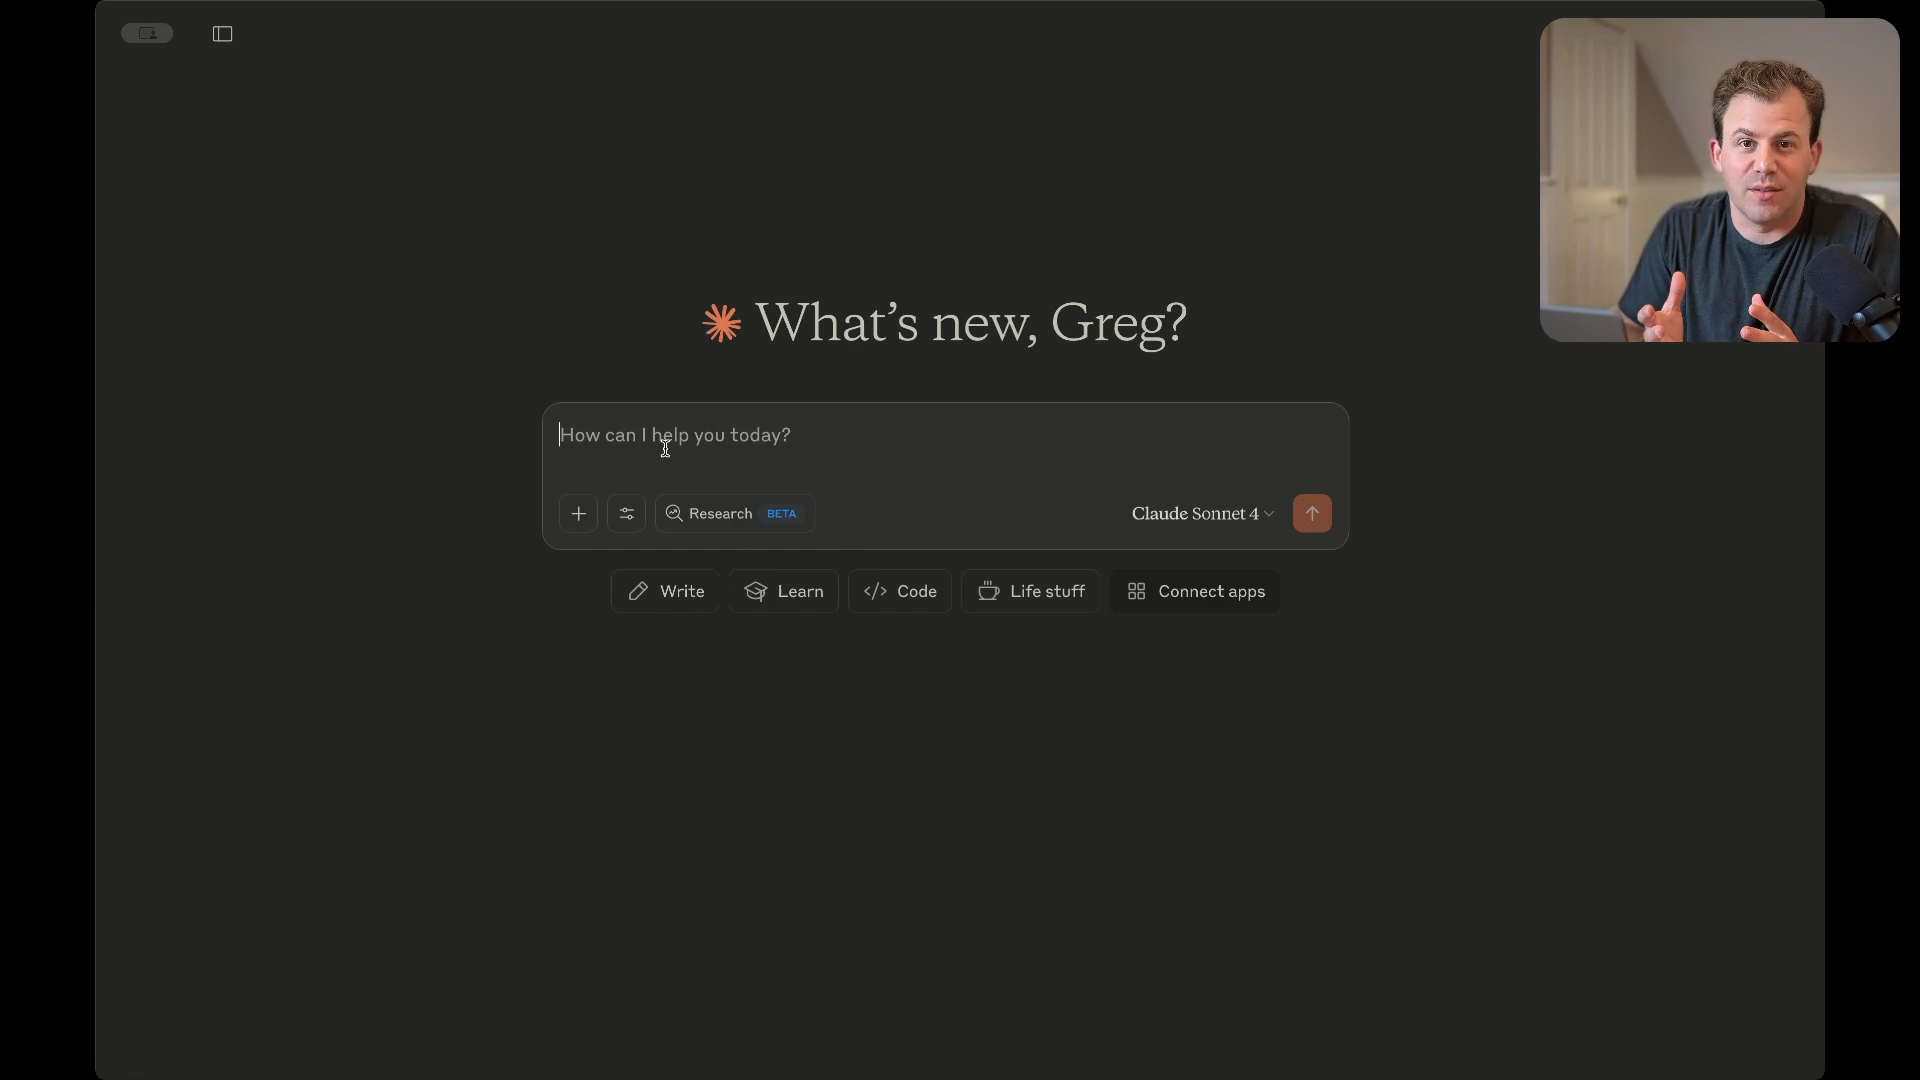 What’s new, Greg?
How can I help you today?
Research BETA
Claude Sonnet 4
Write Learn Code Life stuff Connect apps